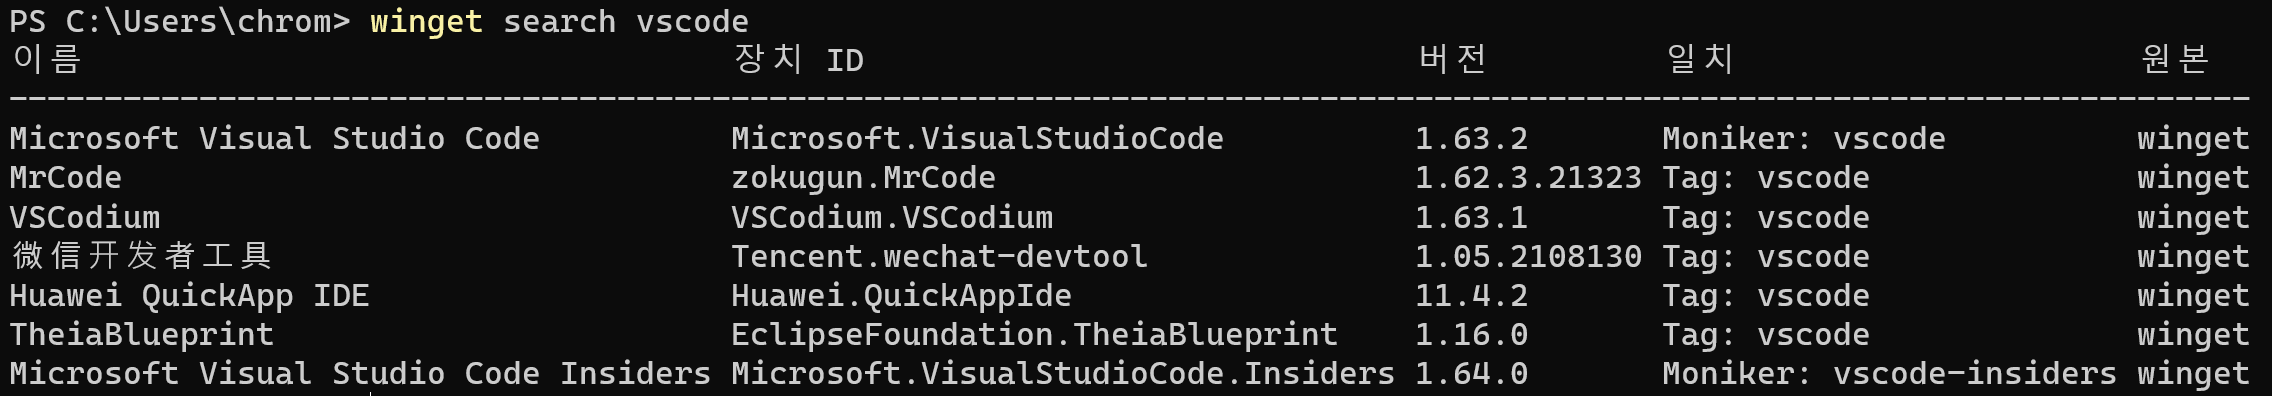 PS C:\Users\chrom> winget search vscode
이름 장치 ID 버전 일치 원본
----------------------------------------------------------------------------------------------------------------------
Microsoft Visual Studio Code Microsoft.VisualStudioCode 1.63.2 Moniker: vscode winget
MrCode zokugun.MrCode 1.62.3.21323 Tag: vscode winget
VSCodium VSCodium.VSCodium 1.63.1 Tag: vscode winget
微信开发者工具 Tencent.wechat-devtool 1.05.2108130 Tag: vscode winget
Huawei QuickApp IDE Huawei.QuickAppIde 11.4.2 Tag: vscode winget
TheiaBlueprint EclipseFoundation.TheiaBlueprint 1.16.0 Tag: vscode winget
Microsoft Visual Studio Code Insiders Microsoft.VisualStudioCode.Insiders 1.64.0 Moniker: vscode-insiders winget